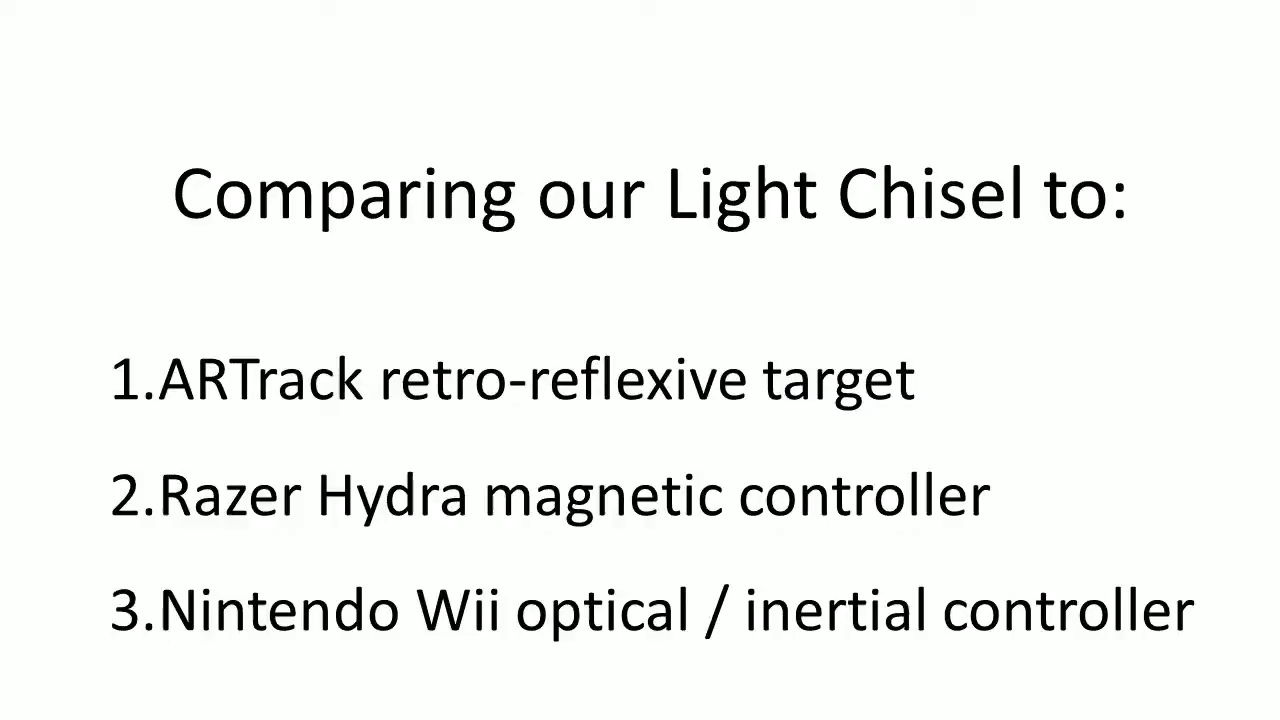 Comparing our Light Chisel to:
1.ARTrack retro-reflexive target
2.Razer Hydra magnetic controller
3.Nintendo Wii optical / inertial controller